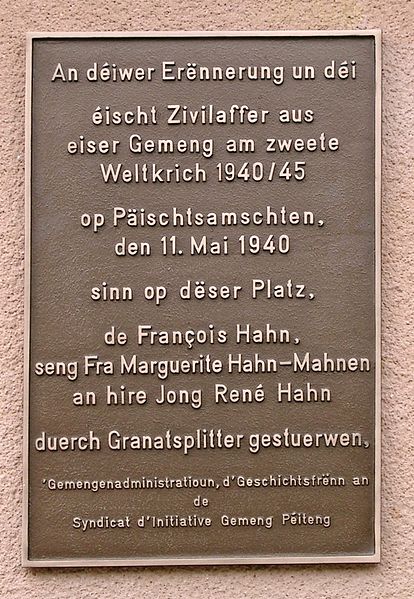 An déiwer Erënnerung un déi
éischt Zivilaffer aus
eiser Gemeng am zweete
Weltkrich 1940/45
op Päischtsamschten,
den 11. Mai 1940
sinn op dëser Platz,
de François Hahn,
seng Fra Marguerite Hahn-Mahnen
an hire Jong René Hahn
duerch Granatsplitter gestuerwen,
'Gemengenadministratioun, d'Geschichtsfrënn an
de
Syndicat d'Initiative Gemeng Péiteng